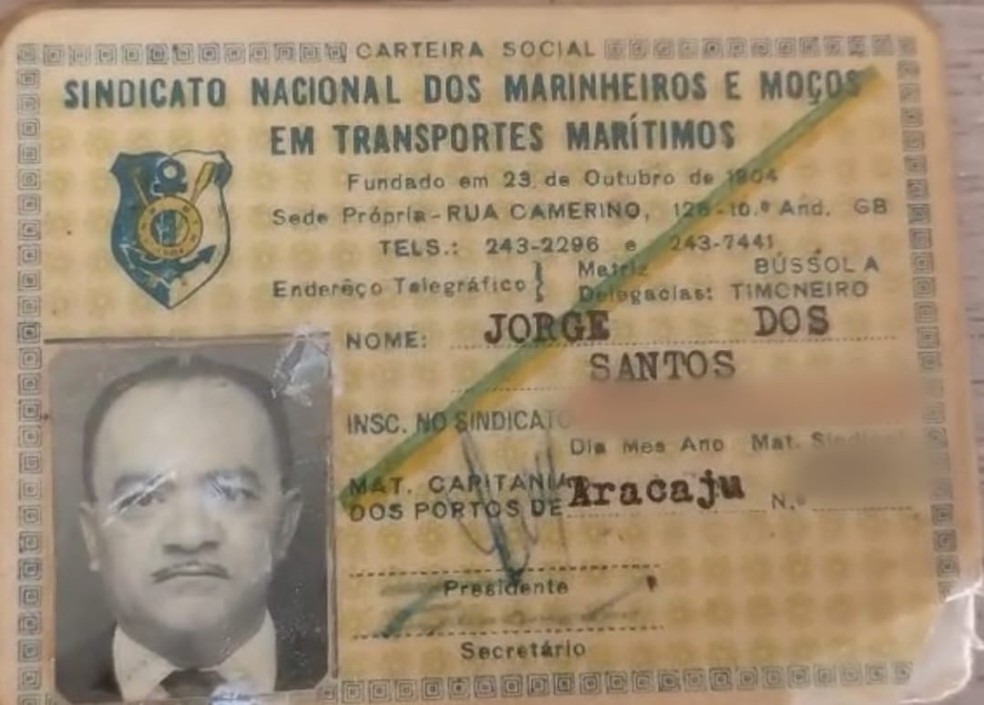 CARTEIRA SOCIAL
SINDICATO NACIONAL DOS MARINHEIROS E MOÇOS
EM TRANSPORTES MARÍTIMOS
Fundado em 23 de Outubro de 1904
Sede Própria - RUA CAMERINO, 128-10.º And. GB
TELS.: 243-2296 e 243-7441
Endereço Telegráfico } Matriz BÚSSOLA
Delegacias: TIMONEIRO
NOME: JORGE DOS
SANTOS
INSC. NO SINDICATO
Dia Mes Ano Mat. Sindical
MAT. CAPITANIA
DOS PORTOS DE Aracaju N.º
Presidente
Secretário